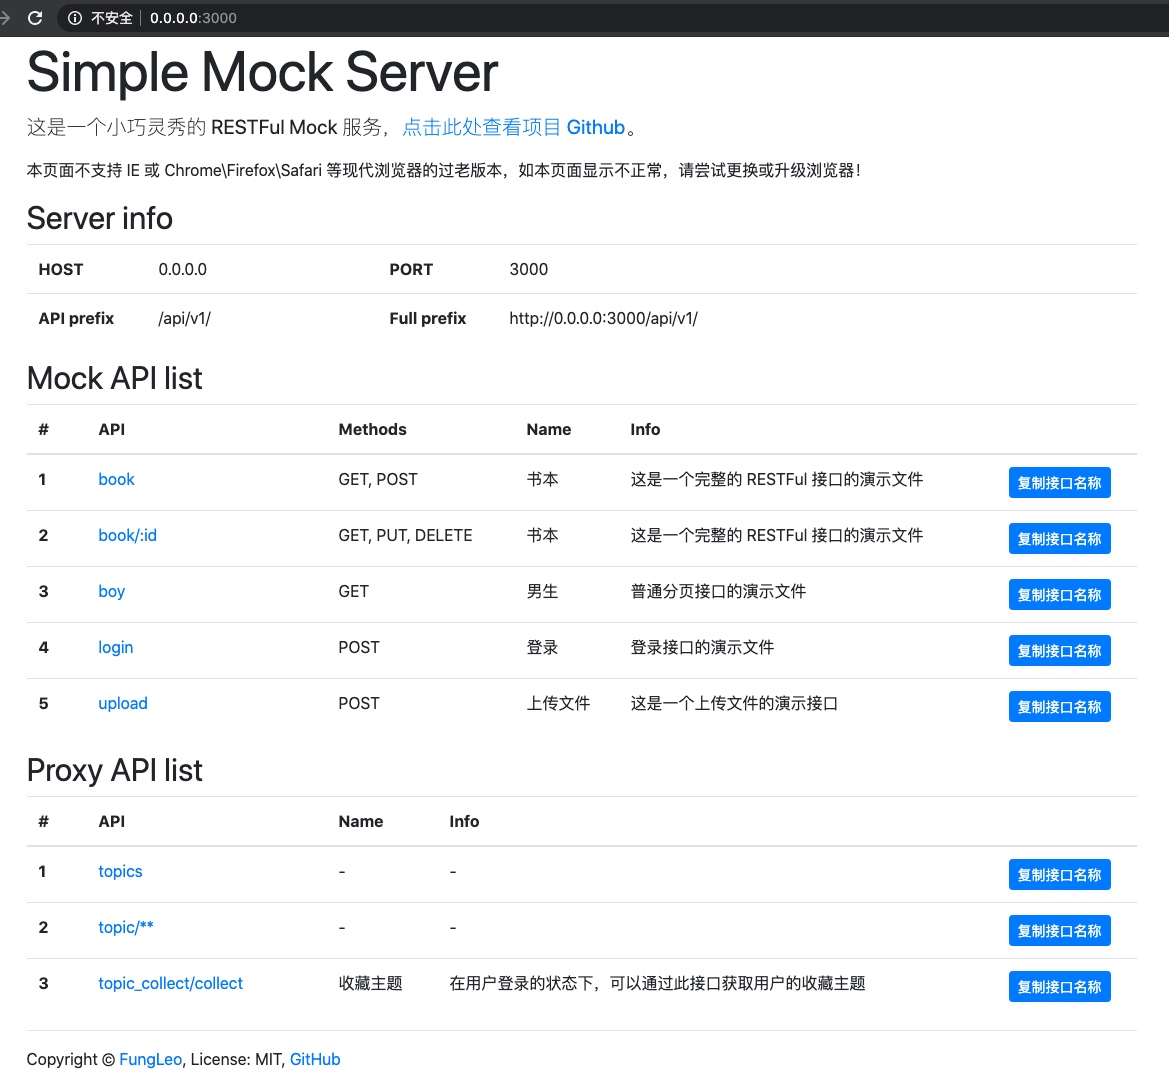 不安全 0.0.0.0:3000
Simple Mock Server
这是一个小巧灵秀的 RESTFul Mock 服务，点击此处查看项目 Github。
本页面不支持 IE 或 Chrome\Firefox\Safari 等现代浏览器的过老版本，如本页面显示不正常，请尝试更换或升级浏览器！
Server info
HOST 0.0.0.0 PORT 3000
API prefix /api/v1/ Full prefix http://0.0.0.0:3000/api/v1/
Mock API list
# API Methods Name Info
1 book GET, POST 书本 这是一个完整的 RESTFul 接口的演示文件 复制接口名称
2 book/:id GET, PUT, DELETE 书本 这是一个完整的 RESTFul 接口的演示文件 复制接口名称
3 boy GET 男生 普通分页接口的演示文件 复制接口名称
4 login POST 登录 登录接口的演示文件 复制接口名称
5 upload POST 上传文件 这是一个上传文件的演示接口 复制接口名称
Proxy API list
# API Name Info
1 topics - - 复制接口名称
2 topic/** - - 复制接口名称
3 topic_collect/collect 收藏主题 在用户登录的状态下，可以通过此接口获取用户的收藏主题 复制接口名称
Copyright © FungLeo, License: MIT, GitHub